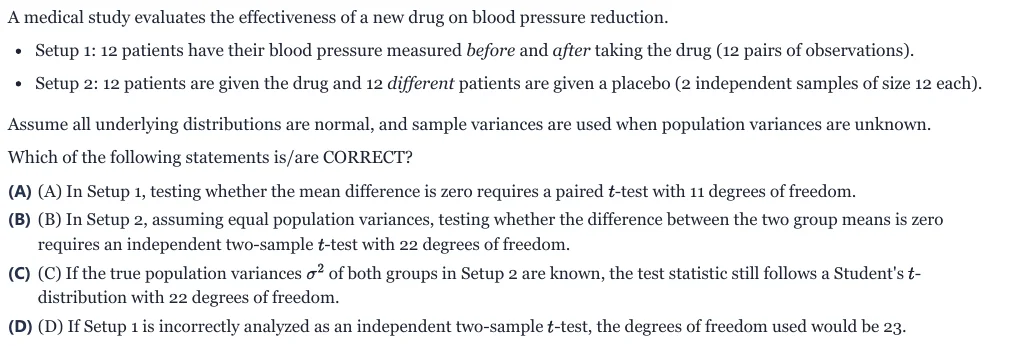 A medical study evaluates the effectiveness of a new drug on blood pressure reduction.
• Setup 1: 12 patients have their blood pressure measured before and after taking the drug (12 pairs of observations).
• Setup 2: 12 patients are given the drug and 12 different patients are given a placebo (2 independent samples of size 12 each).
Assume all underlying distributions are normal, and sample variances are used when population variances are unknown.
Which of the following statements is/are CORRECT?
(A) (A) In Setup 1, testing whether the mean difference is zero requires a paired t-test with 11 degrees of freedom.
(B) (B) In Setup 2, assuming equal population variances, testing whether the difference between the two group means is zero
requires an independent two-sample t-test with 22 degrees of freedom.
(C) (C) If the true population variances σ² of both groups in Setup 2 are known, the test statistic still follows a Student's t-
distribution with 22 degrees of freedom.
(D) (D) If Setup 1 is incorrectly analyzed as an independent two-sample t-test, the degrees of freedom used would be 23.